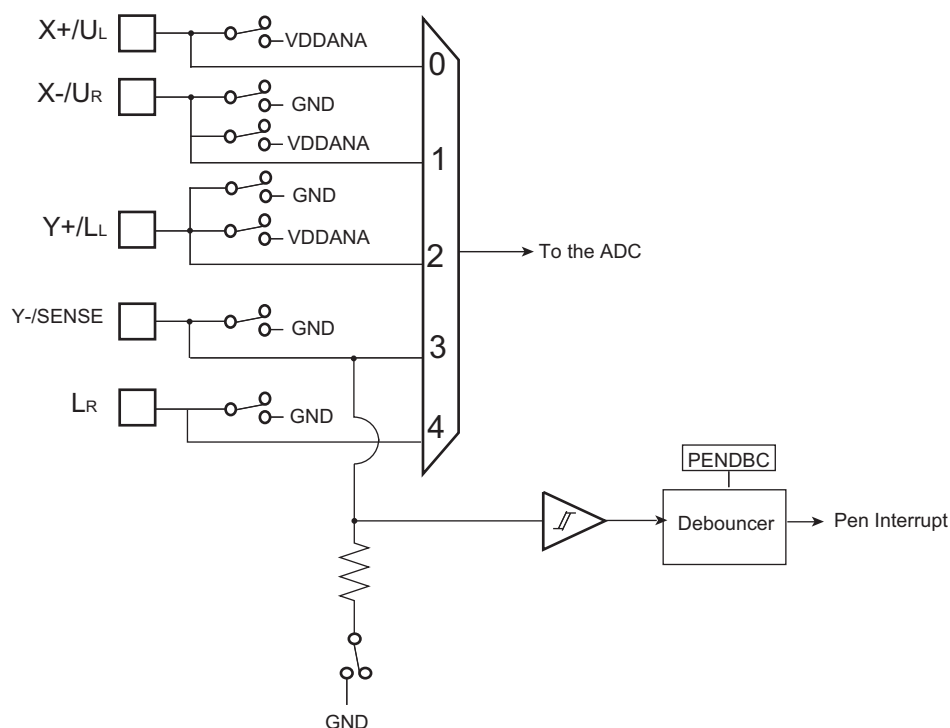 X+/UL
VDDANA
0
X-/UR
GND
VDDANA
1
GND
Y+/LL
VDDANA
2
To the ADC
Y-/SENSE
GND
3
LR
GND
4
PENDBC
Debouncer
Pen Interrupt
GND